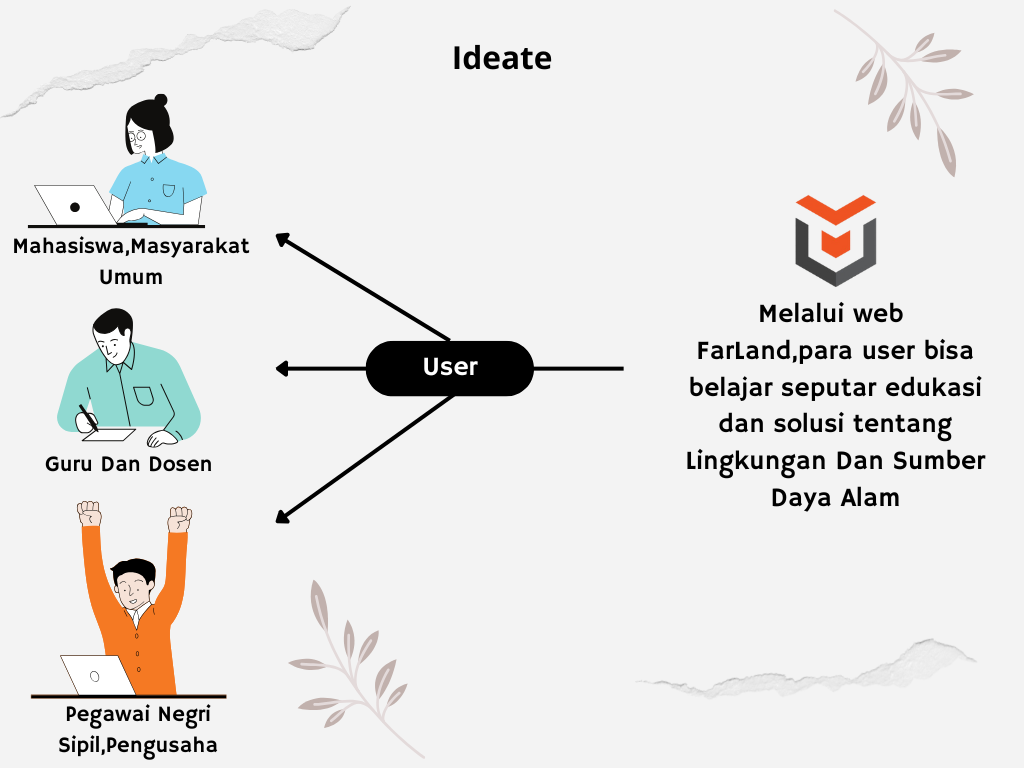 Ideate
Mahasiswa,Masyarakat
Umum
Guru Dan Dosen
Pegawai Negri
Sipil,Pengusaha
User
Melalui web
FarLand,para user bisa
belajar seputar edukasi
dan solusi tentang
Lingkungan Dan Sumber
Daya Alam